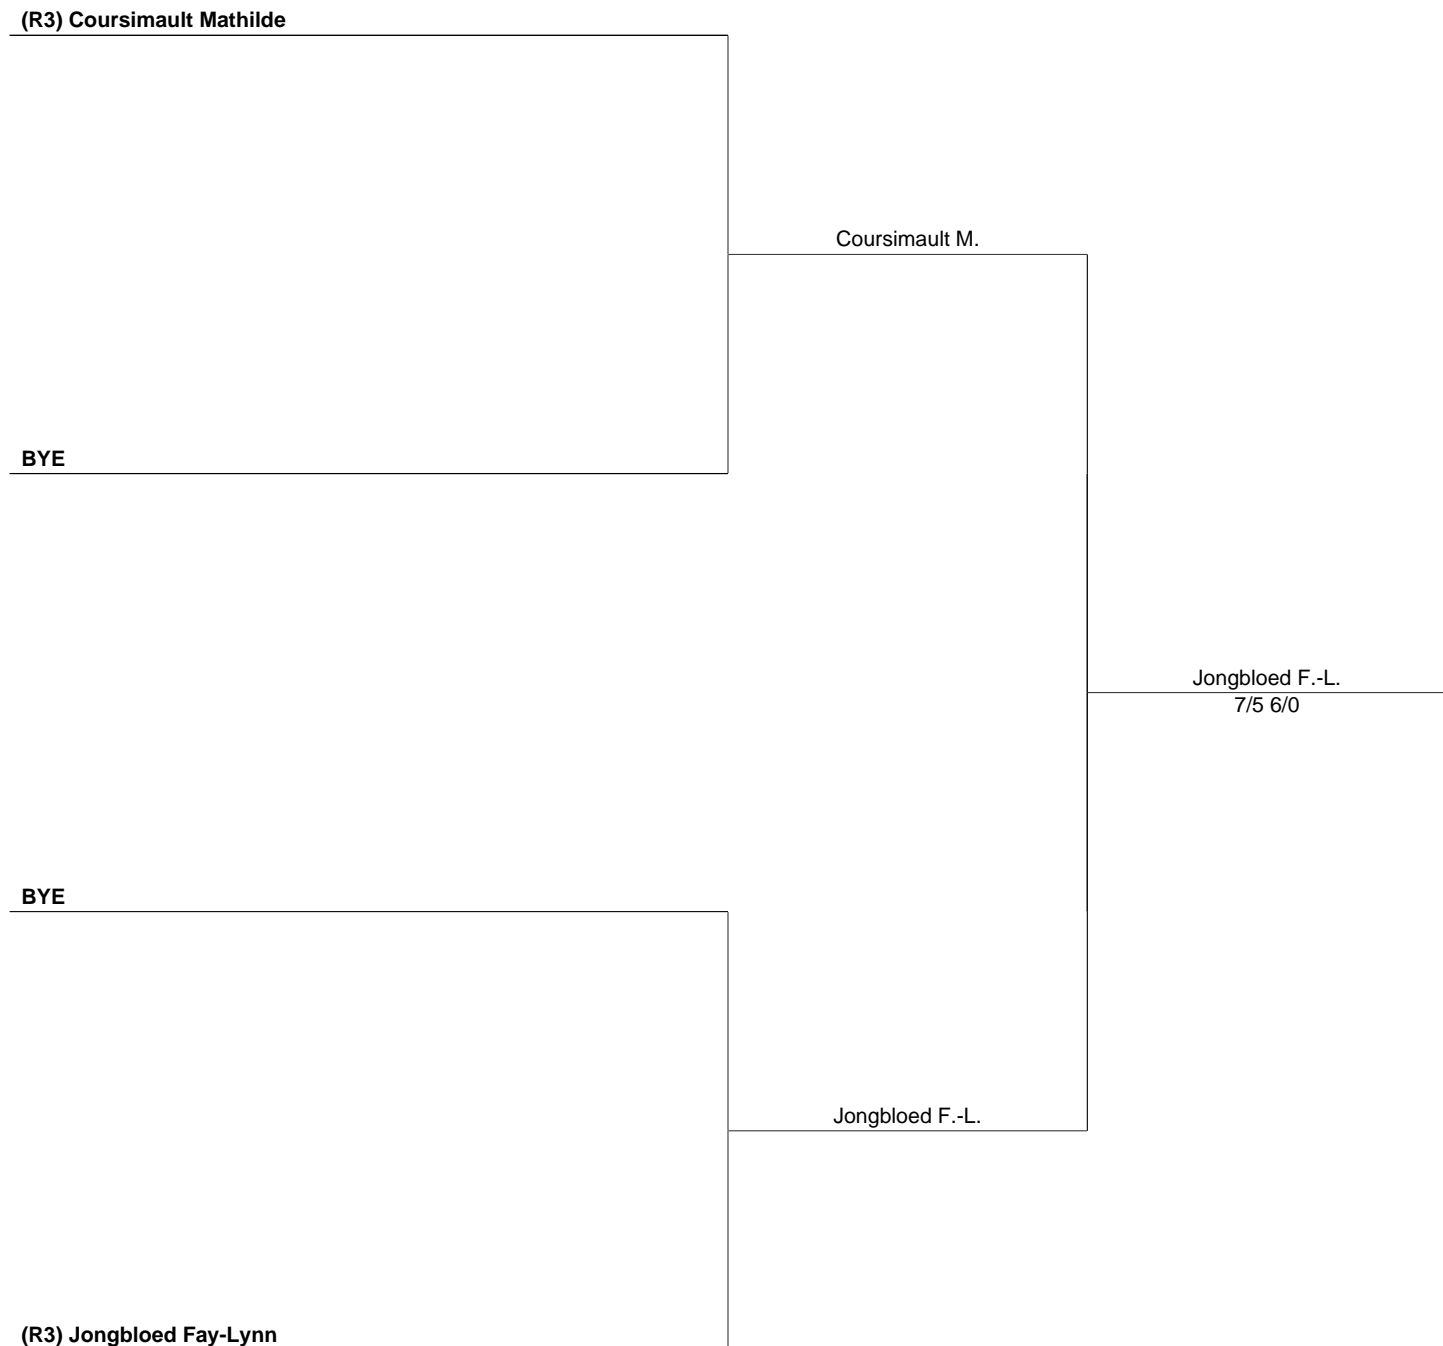 (R3) Coursimault Mathilde
Coursimault M.
BYE
Jongbloed F.-L.
7/5 6/0
BYE
Jongbloed F.-L.
(R3) Jongbloed Fay-Lynn